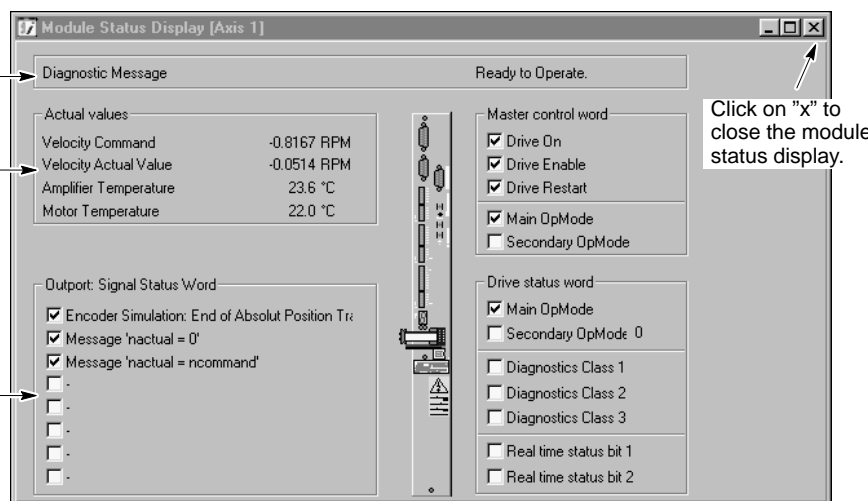 Module Status Display [Axis 1]
Diagnostic Message Ready to Operate.
Click on ”x” to
close the module
status display.
Actual values
Velocity Command -0.8167 RPM
Velocity Actual Value -0.0514 RPM
Amplifier Temperature 23.6 °C
Motor Temperature 22.0 °C
Master control word
Drive On
Drive Enable
Drive Restart
Main OpMode
Secondary OpMode
Outport: Signal Status Word
Encoder Simulation: End of Absolut Position Tra
Message 'nactual = 0'
Message 'nactual = ncommand'
-
-
-
-
-
Drive status word
Main OpMode
Secondary OpMode 0
Diagnostics Class 1
Diagnostics Class 2
Diagnostics Class 3
Real time status bit 1
Real time status bit 2